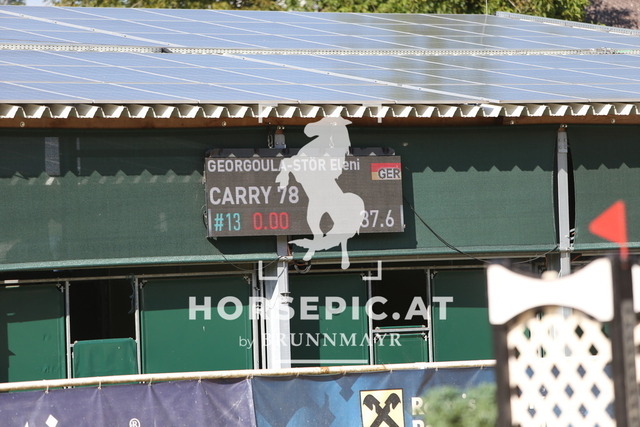 GEORGOULA-STÖR Eleni
GER
CARRY 78
#13 0.00 37.6
HORSEPIC.AT
by BRUNNMAYR
®